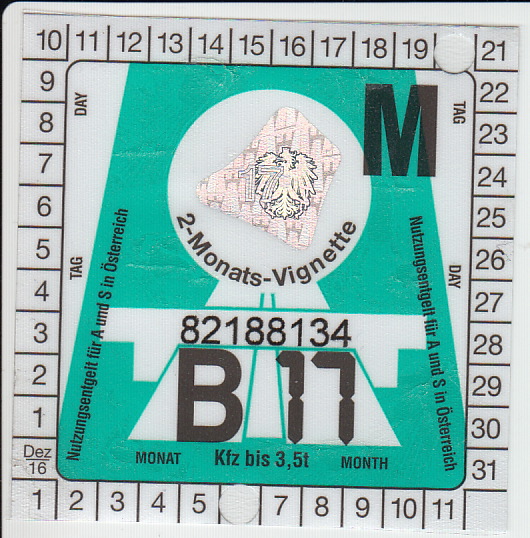 10 11 12 13 14 15 16 17 18 19 21
9 22
8 23
7 24
6 25
5 26
4 27
3 28
2 29
1 30
Dez 16 31
1 2 3 4 5 7 8 9 10 11
DAY
TAG
M
17
2-Monats-Vignette
TAG
DAY
Nutzungsentgelt für A und S in Österreich
Nutzungsentgelt für A und S in Österreich
82188134
B 17
MONAT Kfz bis 3,5t MONTH